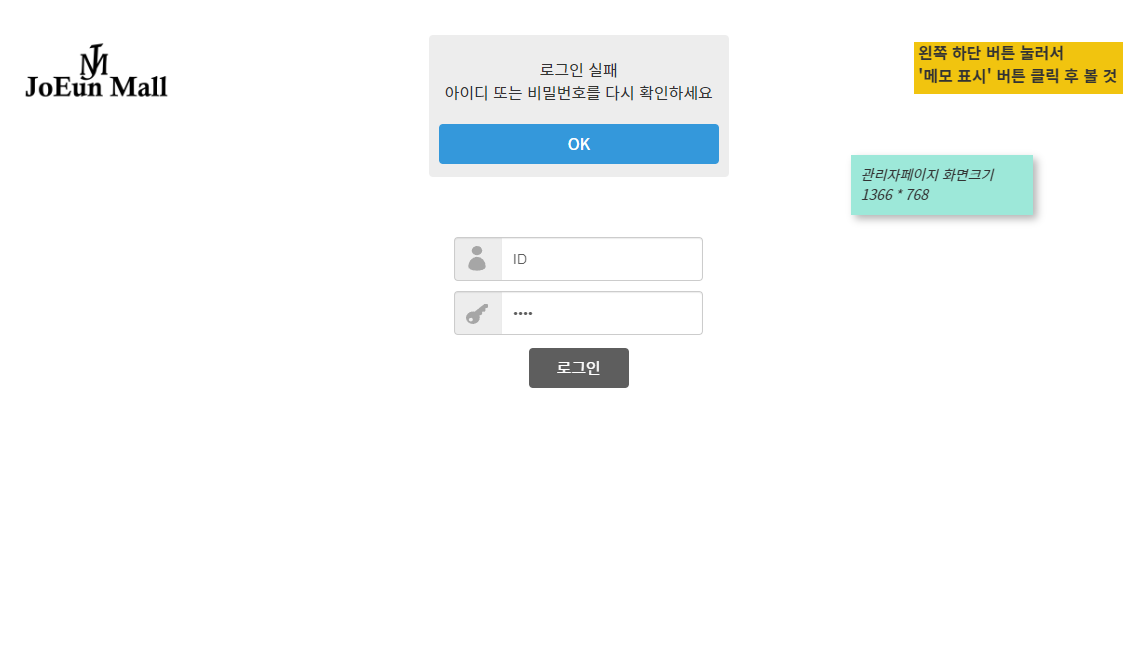 JM
JoEun Mall
로그인 실패
아이디 또는 비밀번호를 다시 확인하세요
OK
왼쪽 하단 버튼 눌러서
'메모 표시' 버튼 클릭 후 볼 것
관리자페이지 화면크기
1366 * 768
ID
••••
로그인